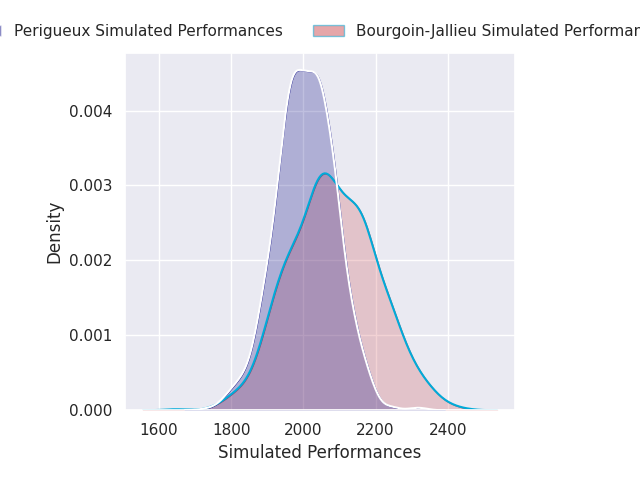 Perigueux Simulated Performances
Bourgoin-Jallieu Simulated Performar
0.004
0.003
0.002
0.001
0.000
Density
1600 1800 2000 2200 2400
Simulated Performances